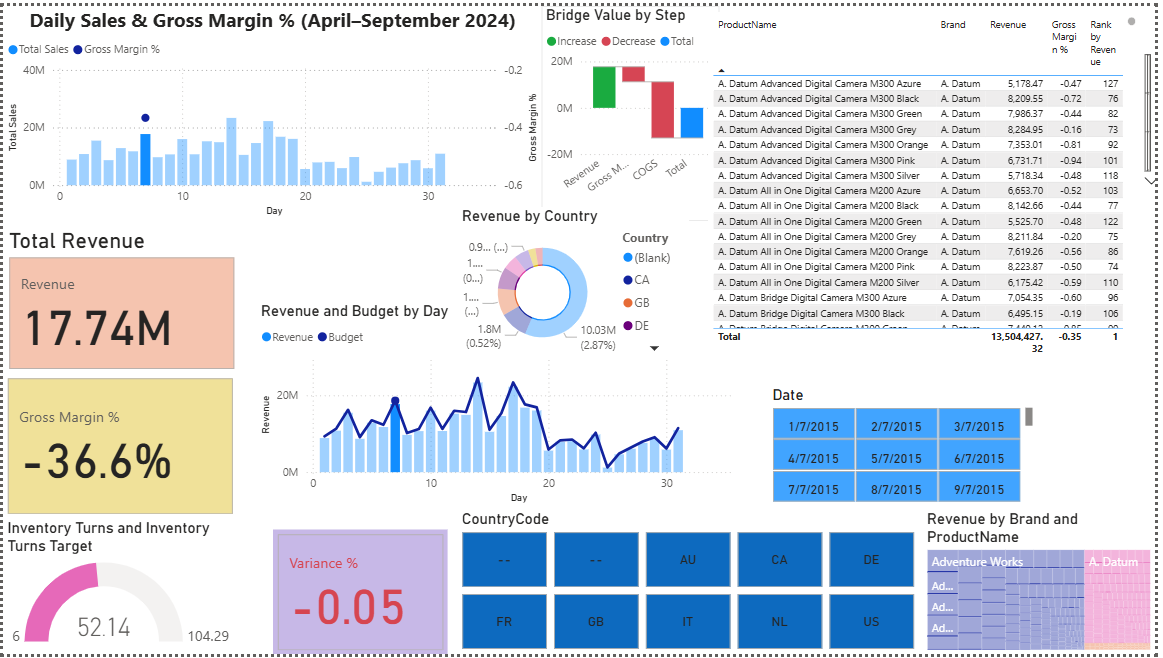 Daily Sales & Gross Margin % (April–September 2024)
Total Sales Gross Margin %
Total Sales
40M
20M
0M
-0.2
-0.4
-0.6
Gross Margin %
0 10 20 30
Day
Bridge Value by Step
Increase Decrease Total
20M
0M
-20M
Revenue
Gross M...
COGS
Total
ProductName Brand Revenue Gross Margi n % Rank by Reven ue
A. Datum Advanced Digital Camera M300 Azure A. Datum 5,178.47 -0.47 127
A. Datum Advanced Digital Camera M300 Black A. Datum 8,209.55 -0.72 76
A. Datum Advanced Digital Camera M300 Green A. Datum 7,986.37 -0.44 82
A. Datum Advanced Digital Camera M300 Grey A. Datum 8,284.95 -0.16 73
A. Datum Advanced Digital Camera M300 Orange A. Datum 7,353.01 -0.81 92
A. Datum Advanced Digital Camera M300 Pink A. Datum 6,731.71 -0.94 101
A. Datum Advanced Digital Camera M300 Silver A. Datum 5,718.34 -0.48 118
A. Datum All in One Digital Camera M200 Azure A. Datum 6,653.70 -0.52 103
A. Datum All in One Digital Camera M200 Black A. Datum 8,142.66 -0.44 77
A. Datum All in One Digital Camera M200 Green A. Datum 5,525.70 -0.48 122
A. Datum All in One Digital Camera M200 Grey A. Datum 8,211.84 -0.20 75
A. Datum All in One Digital Camera M200 Orange A. Datum 7,619.26 -0.56 86
A. Datum All in One Digital Camera M200 Pink A. Datum 8,223.87 -0.50 74
A. Datum All in One Digital Camera M200 Silver A. Datum 6,175.42 -0.59 110
A. Datum Bridge Digital Camera M300 Azure A. Datum 7,054.35 -0.60 96
A. Datum Bridge Digital Camera M300 Black A. Datum 6,495.15 -0.19 106
Total 13,504,427.32 -0.35 1
Total Revenue
Revenue
17.74M
Gross Margin %
-36.6%
Revenue by Country
0.9... (...)
1....
(0...)
1....
(...)
1.8M
(0.52%)
10.03M
(2.87%)
Country
(Blank)
CA
GB
DE
Revenue and Budget by Day
Revenue Budget
Revenue
20M
0M
0 10 20 30
Day
Date
1/7/2015 2/7/2015 3/7/2015
4/7/2015 5/7/2015 6/7/2015
7/7/2015 8/7/2015 9/7/2015
Inventory Turns and Inventory
Turns Target
6 52.14 104.29
Variance %
-0.05
CountryCode
-- -- AU CA DE
FR GB IT NL US
Revenue by Brand and
ProductName
Adventure Works A. Datum
Ad...
Ad...
Ad...